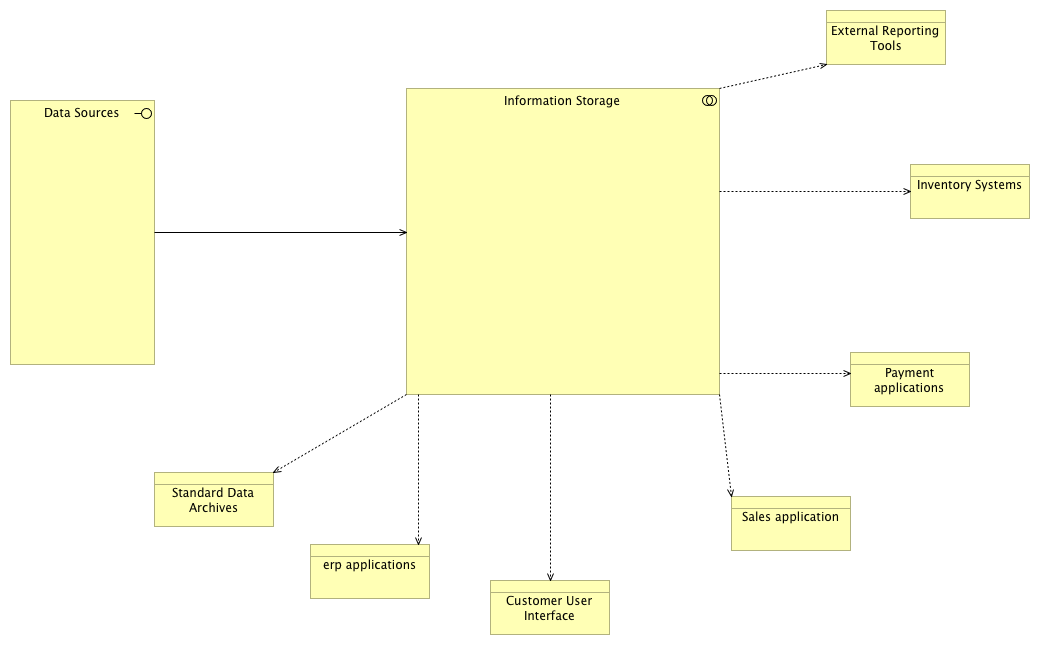 External Reporting
Tools
Data Sources
Information Storage
Inventory Systems
Payment
applications
Standard Data
Archives
Sales application
erp applications
Customer User
Interface